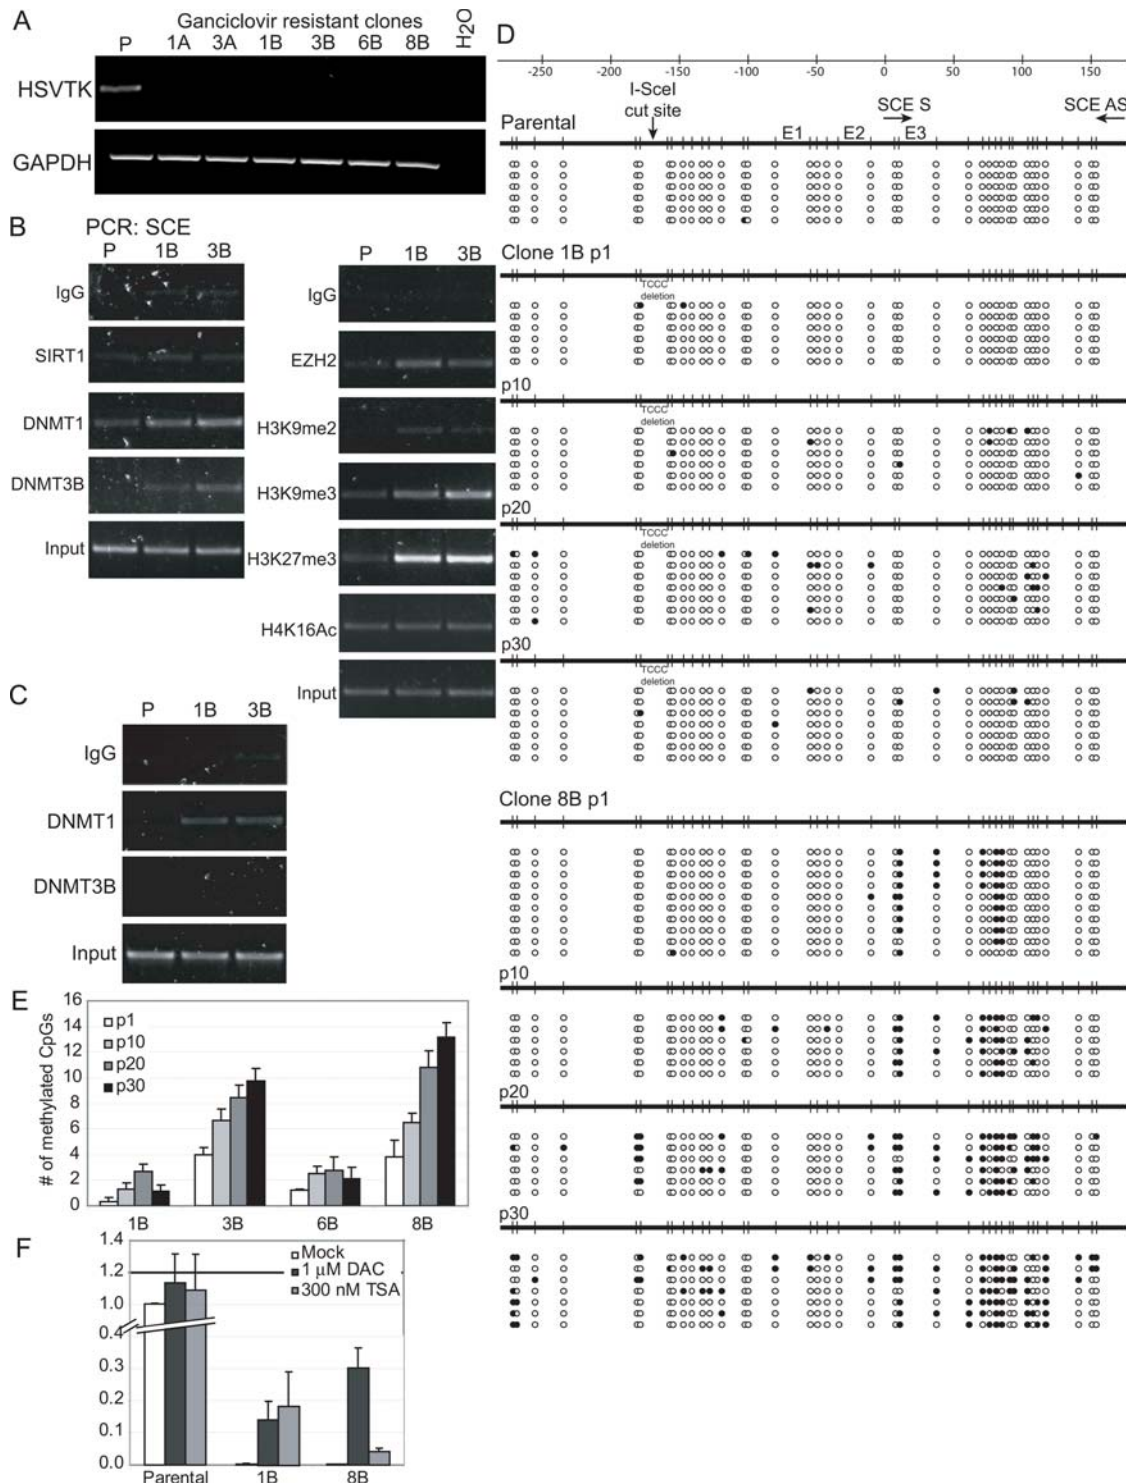 A
Ganciclovir resistant clones
P 1A 3A 1B 3B 6B 8B H2O
HSVTK
GAPDH
B
PCR: SCE
P 1B 3B
IgG
SIRT1
DNMT1
DNMT3B
Input
P 1B 3B
IgG
EZH2
H3K9me2
H3K9me3
H3K27me3
H4K16Ac
Input
C
P 1B 3B
IgG
DNMT1
DNMT3B
Input
D
-250 -200 -150 -100 -50 0 50 100 150
I-SceI
cut site
SCE S
SCE AS
Parental
E1 E2 E3
Clone 1B p1
TCCC
deletion
p10
TCCC
deletion
p20
TCCC
deletion
p30
TCCC
deletion
Clone 8B p1
p10
p20
p30
E
# of methylated CpGs
16
14
12
10
8
6
4
2
0
p1
p10
p20
p30
1B 3B 6B 8B
F
1.4
1.2
1.0
0.4
0.3
0.2
0.1
0.0
Mock
1 µM DAC
300 nM TSA
Parental 1B 8B